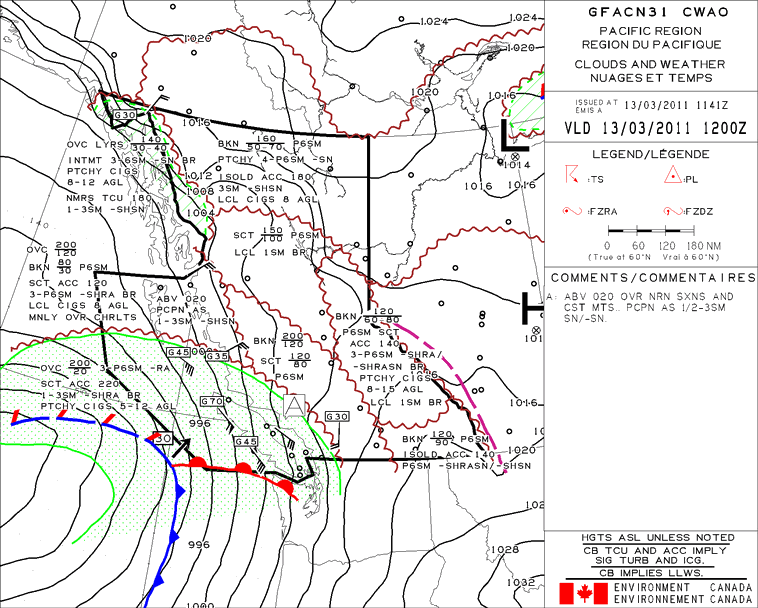 GFACN31 CWAO
PACIFIC REGION
REGION DU PACIFIQUE
CLOUDS AND WEATHER
NUAGES ET TEMPS
ISSUED AT 13/03/2011 1141Z
EMIS A
VLD 13/03/2011 1200Z
LEGEND/LÉGENDE
:TS
:PL
:FZRA
:FZDZ
0 60 120 180 NM
(True at 60°N Vrai à 60°N)
COMMENTS/COMMENTAIRES
A: ABV 020 OVR NRN SXNS AND
CST MTS.. PCPN AS 1/2-3SM
SN/-SN.
HGTS ASL UNLESS NOTED
CB TCU AND ACC IMPLY
SIG TURB AND ICG.
CB IMPLIES LLWS.
ENVIRONMENT CANADA
ENVIRONNEMENT CANADA
1020
1024
1024
1020
1020
1016
1016
1014
1016
1016
1012
1008
1004
G30
140
OVC LYRS 30-40
INTMT 3-6SM -SN BR
PTCHY CIGS
8-12 AGL
NMRS TCU 180
1-3SM -SHSN
160
BKN 50-70 P6SM
PTCHY 4-P6SM -SN
ISOLD ACC 180
3SM -SHSN
LCL CIGS 8 AGL
150
SCT 100 P6SM
LCL 1SM BR
200
OVC 120
80
BKN 30 P6SM
SCT ACC 120
3-P6SM -SHRA BR
LCL CIGS 8 AGL
MNLY OVR CHRLTS
ABV 020
PCPN AS
1-3SM -SHSN
120
BKN 60-80
P6SM SCT
ACC 140
3-P6SM -SHRA/
-SHRASN BR
PTCHY CIGS
8-15 AGL
LCL 1SM BR
200
BKN 120
120
SCT 80
P6SM
G45
G35
200
OVC 20 3-P6SM -RA
SCT ACC 220
1-3SM -SHRA BR
PTCHY CIGS 5-12 AGL
G70
996
G30
G45
30
120
BKN 90 P6SM
ISOLD ACC 140
P6SM -SHRASN/-SHSN
1016
1020
996
1028
1032
1000
140